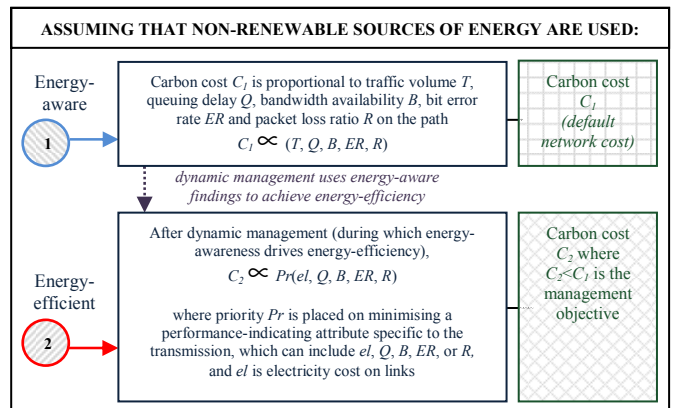 ASSUMING THAT NON-RENEWABLE SOURCES OF ENERGY ARE USED:
Energy-
aware
1
Carbon cost C₁ is proportional to traffic volume T,
queuing delay Q, bandwidth availability B, bit error
rate ER and packet loss ratio R on the path
C₁ ∝ (T, Q, B, ER, R)
Carbon cost
C₁
(default
network cost)
dynamic management uses energy-aware
findings to achieve energy-efficiency
Energy-
efficient
2
After dynamic management (during which energy-
awareness drives energy-efficiency),
C₂ ∝ Pr(el, Q, B, ER, R)
where priority Pr is placed on minimising a
performance-indicating attribute specific to the
transmission, which can include el, Q, B, ER, or R,
and el is electricity cost on links
Carbon cost
C₂ where
C₂<C₁ is the
management
objective